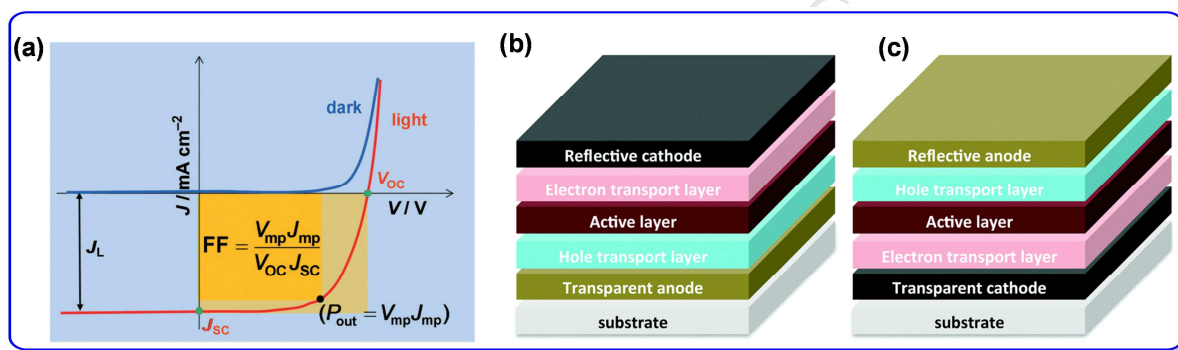 (a)
J / mA cm⁻²
dark
light
V_OC
V / V
J_L
FF = V_mp J_mp / V_OC J_SC
J_SC
(P_out = V_mp J_mp)
(b)
Reflective cathode
Electron transport layer
Active layer
Hole transport layer
Transparent anode
substrate
(c)
Reflective anode
Hole transport layer
Active layer
Electron transport layer
Transparent cathode
substrate